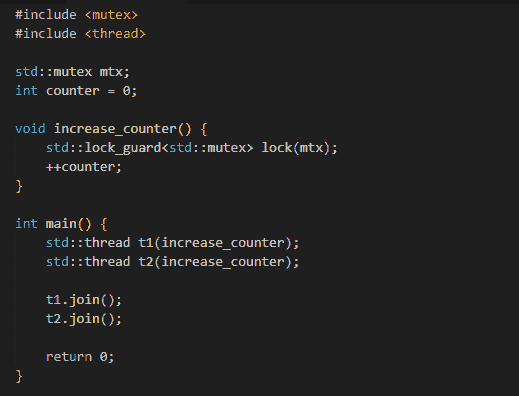 #include <mutex>
#include <thread>
std::mutex mtx;
int counter = 0;
void increase_counter() {
    std::lock_guard<std::mutex> lock(mtx);
    ++counter;
}
int main() {
    std::thread t1(increase_counter);
    std::thread t2(increase_counter);
    t1.join();
    t2.join();
    return 0;
}